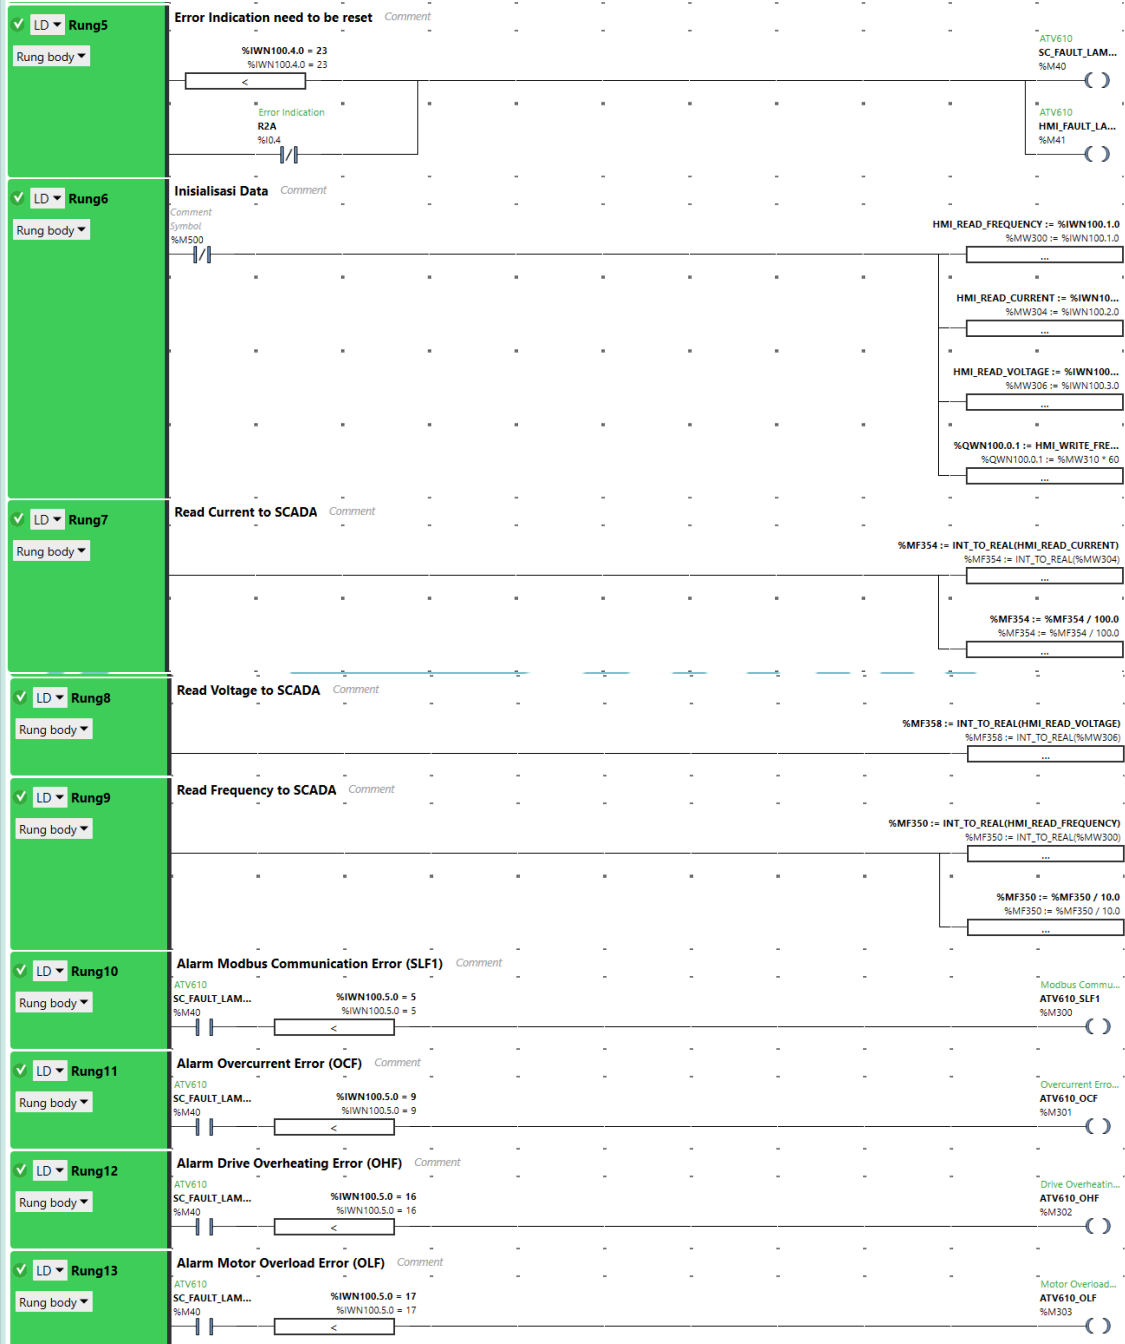 LD Rung5
Rung body
Error Indication need to be reset Comment
%IWN100.4.0 = 23
%IWN100.4.0 = 23
<
Error Indication
R2A
%I0.4
ATV610
SC_FAULT_LAM...
%M40
ATV610
HMI_FAULT_LA...
%M41
LD Rung6
Rung body
Inisialisasi Data Comment
Comment
Symbol
%M500
HMI_READ_FREQUENCY := %IWN100.1.0
%MW300 := %IWN100.1.0
...
HMI_READ_CURRENT := %IWN10...
%MW304 := %IWN100.2.0
...
HMI_READ_VOLTAGE := %IWN100...
%MW306 := %IWN100.3.0
...
%QWN100.0.1 := HMI_WRITE_FRE...
%QWN100.0.1 := %MW310 * 60
...
LD Rung7
Rung body
Read Current to SCADA Comment
%MF354 := INT_TO_REAL(HMI_READ_CURRENT)
%MF354 := INT_TO_REAL(%MW304)
...
%MF354 := %MF354 / 100.0
%MF354 := %MF354 / 100.0
...
LD Rung8
Rung body
Read Voltage to SCADA Comment
%MF358 := INT_TO_REAL(HMI_READ_VOLTAGE)
%MF358 := INT_TO_REAL(%MW306)
...
LD Rung9
Rung body
Read Frequency to SCADA Comment
%MF350 := INT_TO_REAL(HMI_READ_FREQUENCY)
%MF350 := INT_TO_REAL(%MW300)
...
%MF350 := %MF350 / 10.0
%MF350 := %MF350 / 10.0
...
LD Rung10
Rung body
Alarm Modbus Communication Error (SLF1) Comment
ATV610
SC_FAULT_LAM...
%M40
%IWN100.5.0 = 5
%IWN100.5.0 = 5
<
Modbus Commu...
ATV610_SLF1
%M300
LD Rung11
Rung body
Alarm Overcurrent Error (OCF) Comment
ATV610
SC_FAULT_LAM...
%M40
%IWN100.5.0 = 9
%IWN100.5.0 = 9
<
Overcurrent Erro...
ATV610_OCF
%M301
LD Rung12
Rung body
Alarm Drive Overheating Error (OHF) Comment
ATV610
SC_FAULT_LAM...
%M40
%IWN100.5.0 = 16
%IWN100.5.0 = 16
<
Drive Overheatin...
ATV610_OHF
%M302
LD Rung13
Rung body
Alarm Motor Overload Error (OLF) Comment
ATV610
SC_FAULT_LAM...
%M40
%IWN100.5.0 = 17
%IWN100.5.0 = 17
<
Motor Overload...
ATV610_OLF
%M303